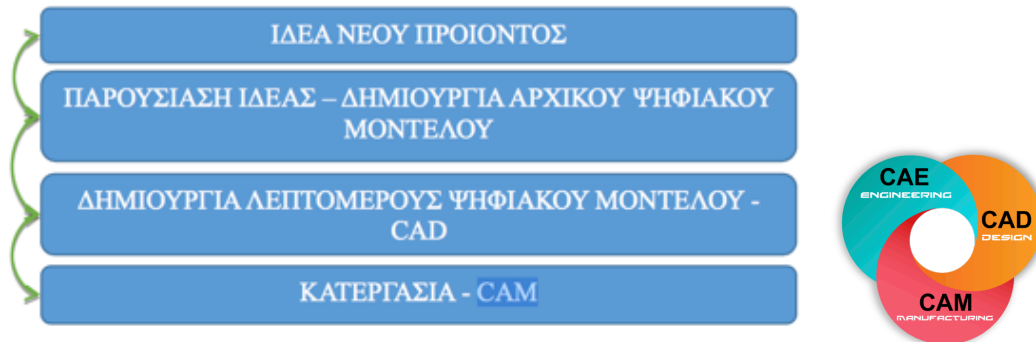 ΙΔΕΑ ΝΕΟΥ ΠΡΟΙΟΝΤΟΣ
ΠΑΡΟΥΣΙΑΣΗ ΙΔΕΑΣ – ΔΗΜΙΟΥΡΓΙΑ ΑΡΧΙΚΟΥ ΨΗΦΙΑΚΟΥ
ΜΟΝΤΕΛΟΥ
ΔΗΜΙΟΥΡΓΙΑ ΛΕΠΤΟΜΕΡΟΥΣ ΨΗΦΙΑΚΟΥ ΜΟΝΤΕΛΟΥ -
CAD
ΚΑΤΕΡΓΑΣΙΑ - CAM
CAE
ENGINEERING
CAD
DESIGN
CAM
MANUFACTURING